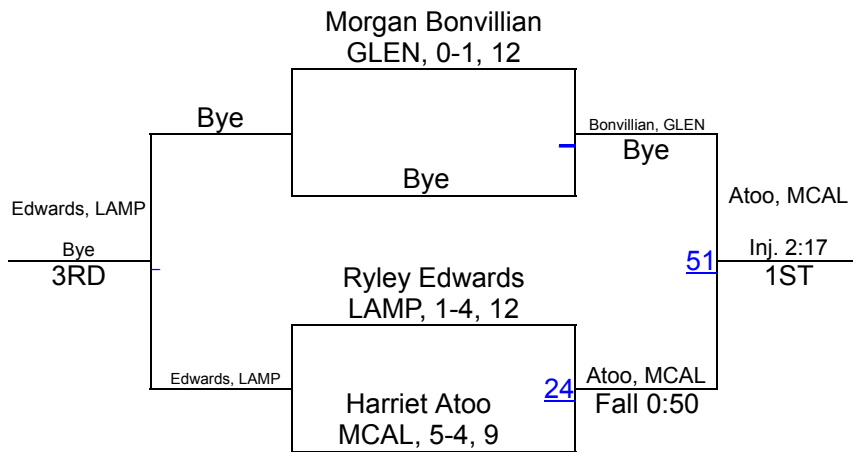 Morgan Bonvillian
GLEN, 0-1, 12
Bye
Bonvillian, GLEN
Bye
Bye
Edwards, LAMP
Bye
3RD
Atoo, MCAL
Inj. 2:17
51
1ST
Ryley Edwards
LAMP, 1-4, 12
Edwards, LAMP
24
Atoo, MCAL
Fall 0:50
Harriet Atoo
MCAL, 5-4, 9